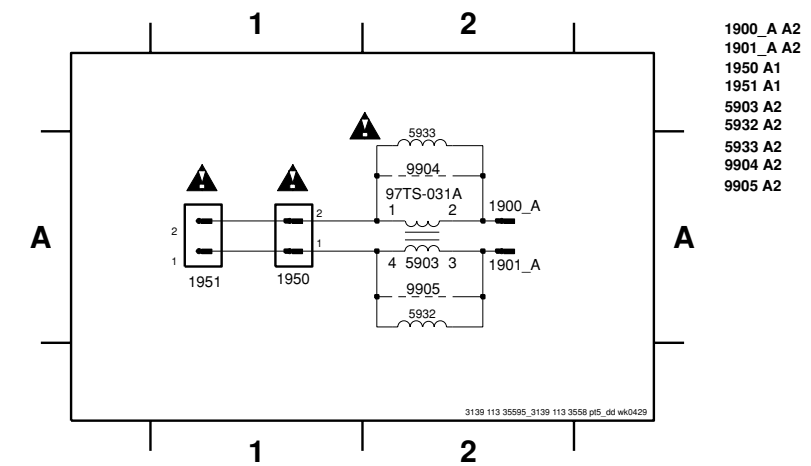 1 2
1900_A A2
1901_A A2
1950 A1
1951 A1
5903 A2
5932 A2
5933 A2
9904 A2
9905 A2
5933
9904
97TS-031A
1 2 1900_A
2 2
A A
1 1
4 5903 3 1901_A
1951 1950
9905
5932
3139 113 35595_3139 113 3558 pt5_dd wk0429
1 2